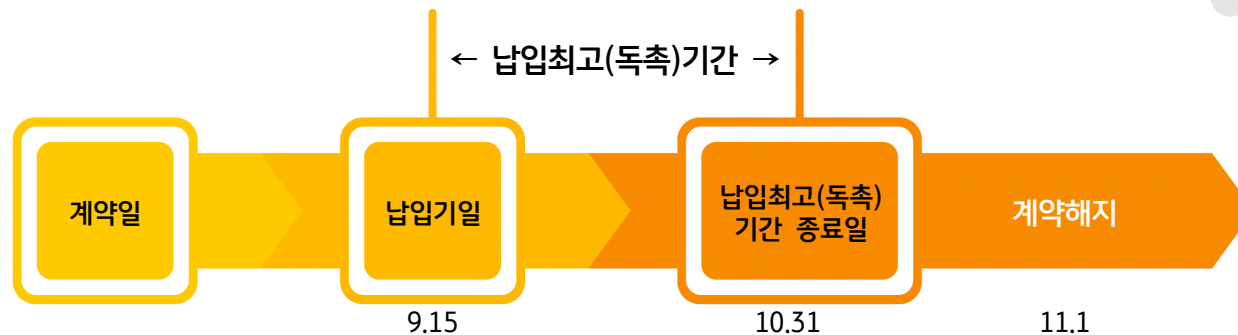 ← 납입최고(독촉)기간 →
계약일
납입기일
납입최고(독촉)
기간 종료일
계약해지
9.15
10.31
11.1